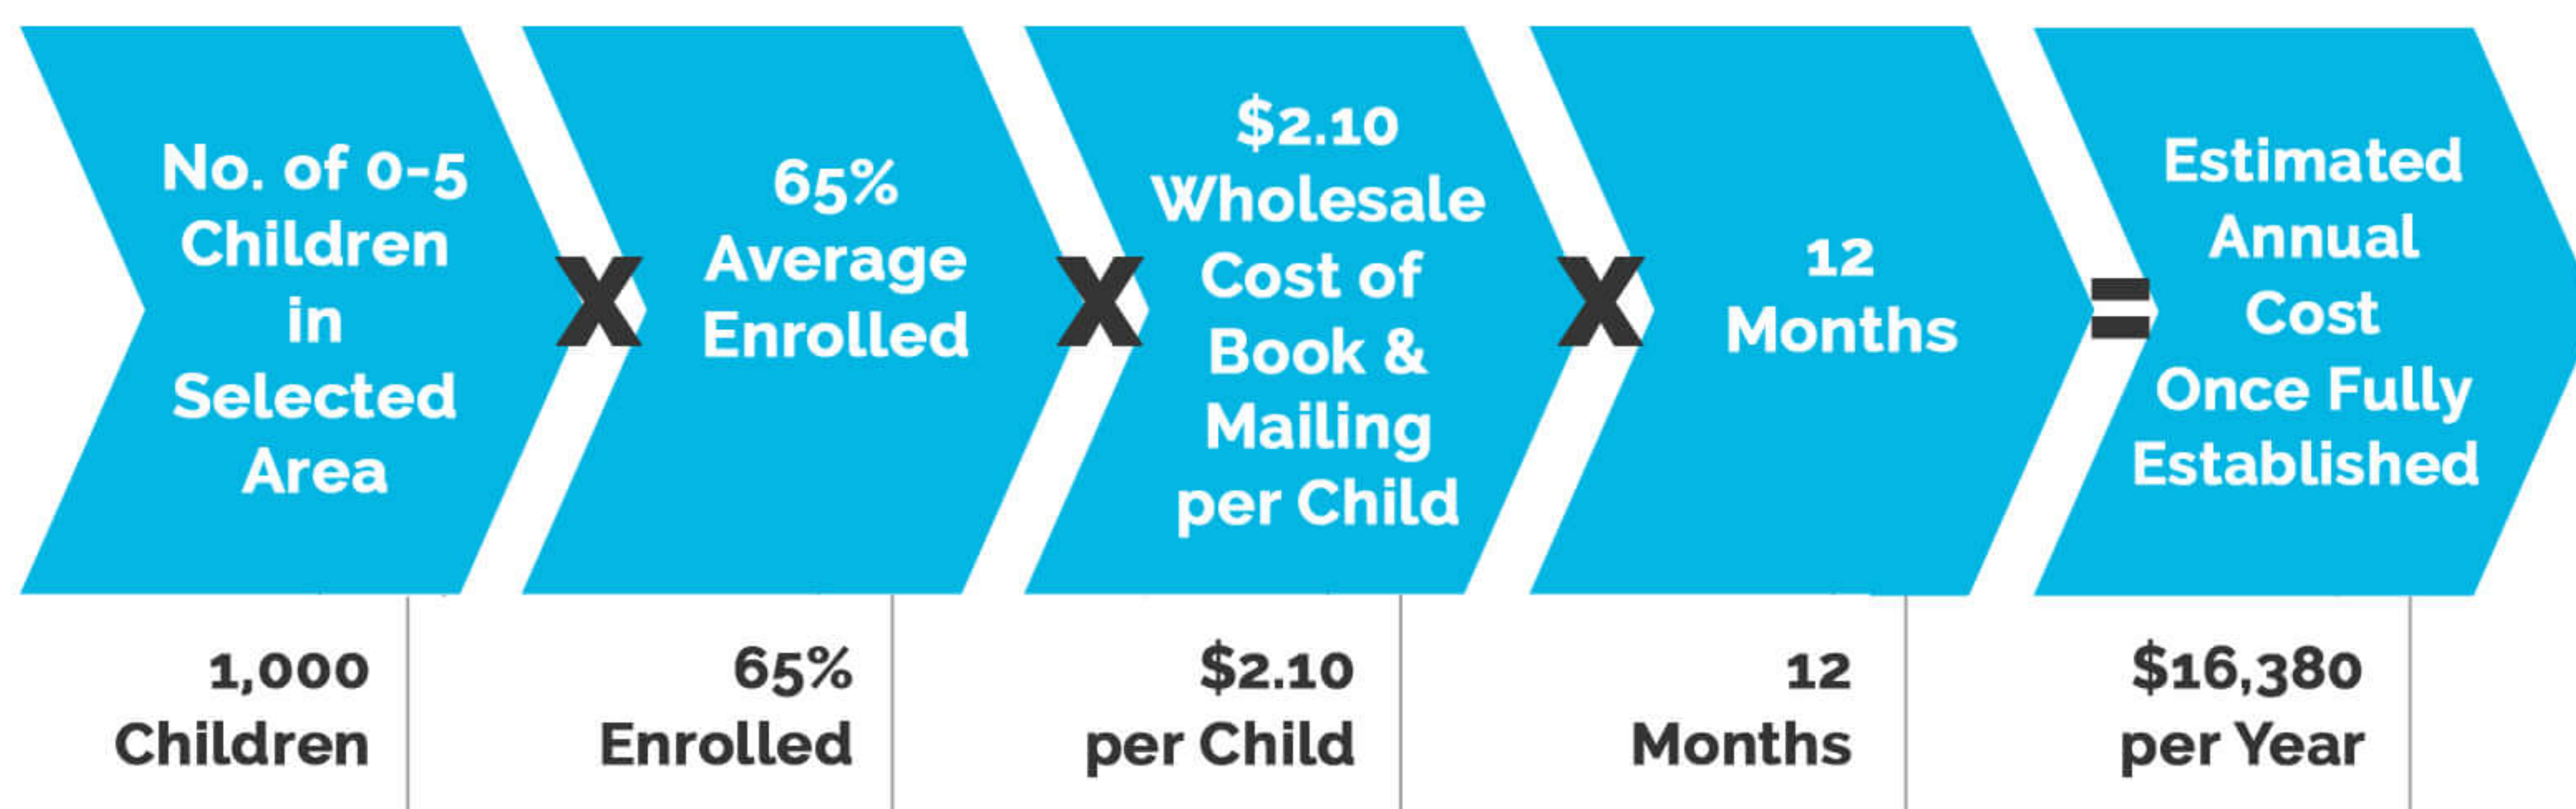 No. of 0-5
Children
in
Selected
Area
X
65%
Average
Enrolled
X
$2.10
Wholesale
Cost of
Book &
Mailing
per Child
X
12
Months
=
Estimated
Annual
Cost
Once Fully
Established
1,000
Children
65%
Enrolled
$2.10
per Child
12
Months
$16,380
per Year